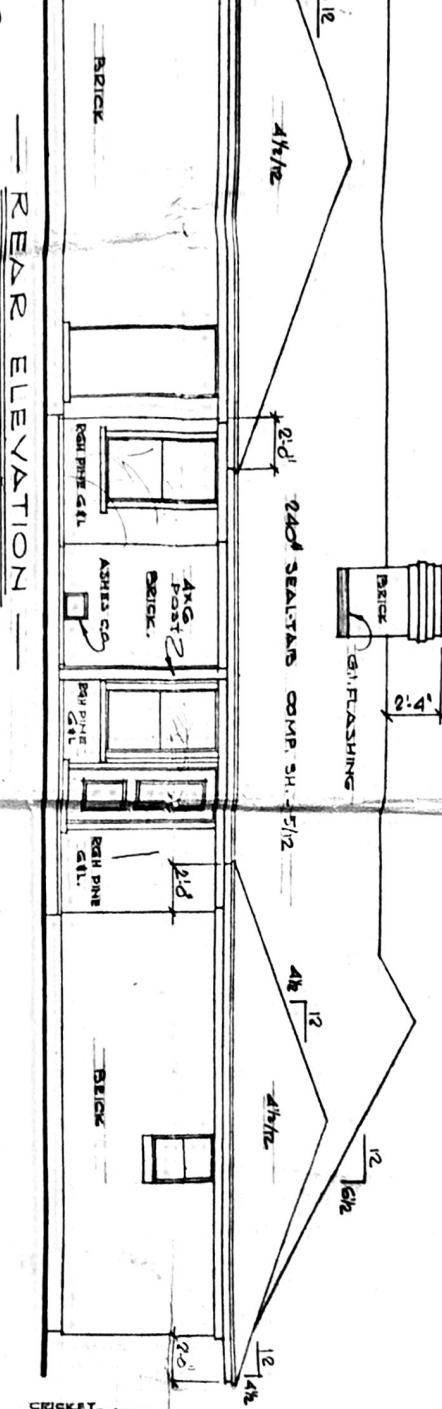 12
BRICK
4½/12
— REAR ELEVATION —
2'-0"
RGH PINE G&L
240# SEAL-TAB COMP. SH. - 5/12
4x6
POST
BRICK.
ASHES C.O.
BRICK
G.I. FLASHING
2'-4"
RGH PINE
G&L
RGH PINE
G&L.
2'-0"
12
4½
4½/12
12
6½
BRICK
2'-0"
12
4½
CRICKET